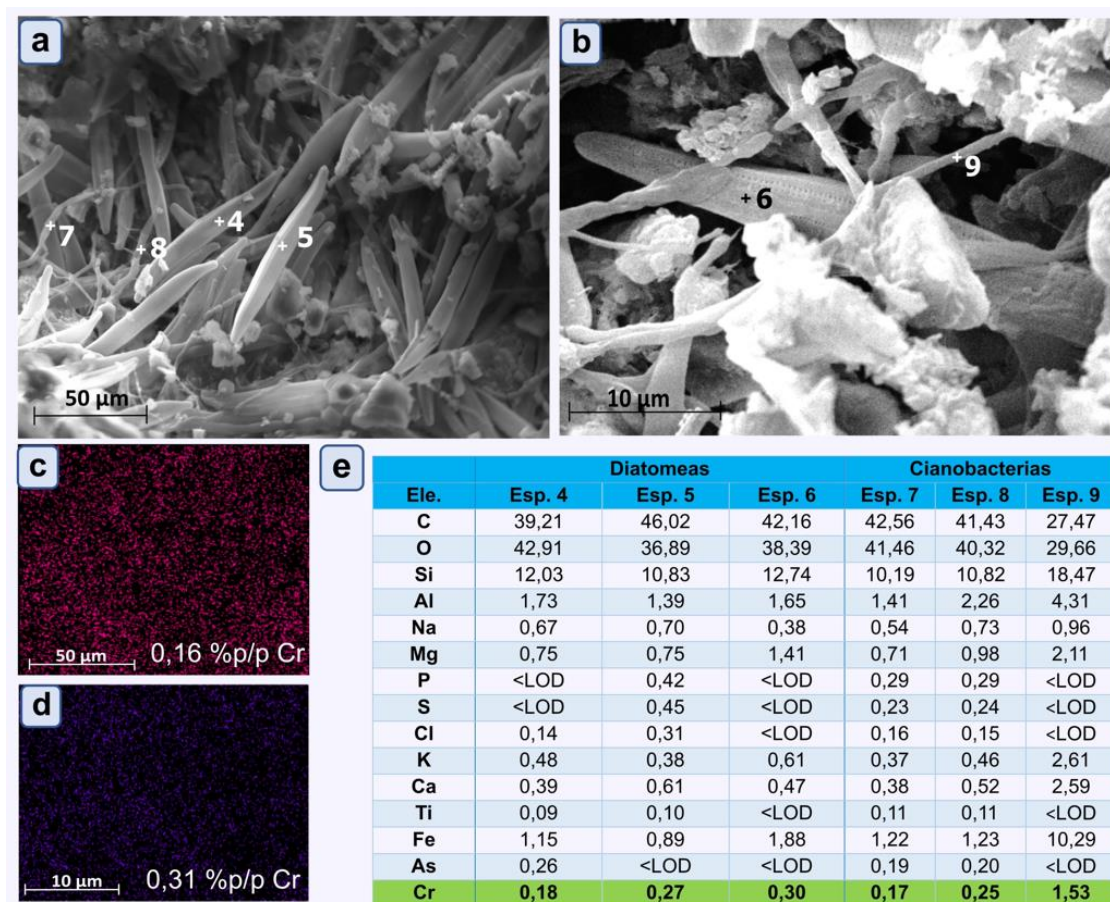 a
+7
+8
+4
+5
50 µm
b
+9
+6
10 µm
c
50 µm
0,16 %p/p Cr
d
10 µm
0,31 %p/p Cr
e
Diatomeas Cianobacterias
Ele. Esp. 4 Esp. 5 Esp. 6 Esp. 7 Esp. 8 Esp. 9
C 39,21 46,02 42,16 42,56 41,43 27,47
O 42,91 36,89 38,39 41,46 40,32 29,66
Si 12,03 10,83 12,74 10,19 10,82 18,47
Al 1,73 1,39 1,65 1,41 2,26 4,31
Na 0,67 0,70 0,38 0,54 0,73 0,96
Mg 0,75 0,75 1,41 0,71 0,98 2,11
P <LOD 0,42 <LOD 0,29 0,29 <LOD
S <LOD 0,45 <LOD 0,23 0,24 <LOD
Cl 0,14 0,31 <LOD 0,16 0,15 <LOD
K 0,48 0,38 0,61 0,37 0,46 2,61
Ca 0,39 0,61 0,47 0,38 0,52 2,59
Ti 0,09 0,10 <LOD 0,11 0,11 <LOD
Fe 1,15 0,89 1,88 1,22 1,23 10,29
As 0,26 <LOD <LOD 0,19 0,20 <LOD
Cr 0,18 0,27 0,30 0,17 0,25 1,53